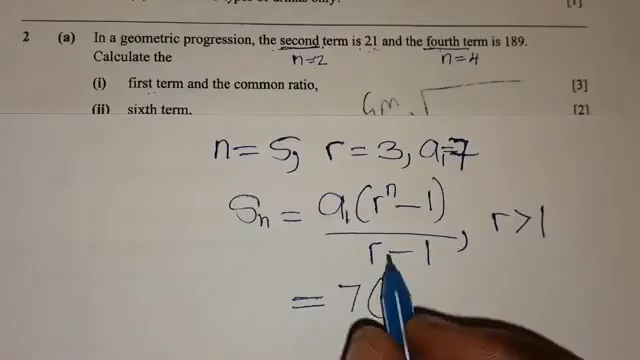 [1]
2 (a) In a geometric progression, the second term is 21 and the fourth term is 189.
Calculate the n=2 n=4
(i) first term and the common ratio, [3]
(ii) sixth term. [2]
n = 5, r = 3, a₁=7
Sₙ = a₁(rⁿ − 1) / r − 1, r > 1
= 7(